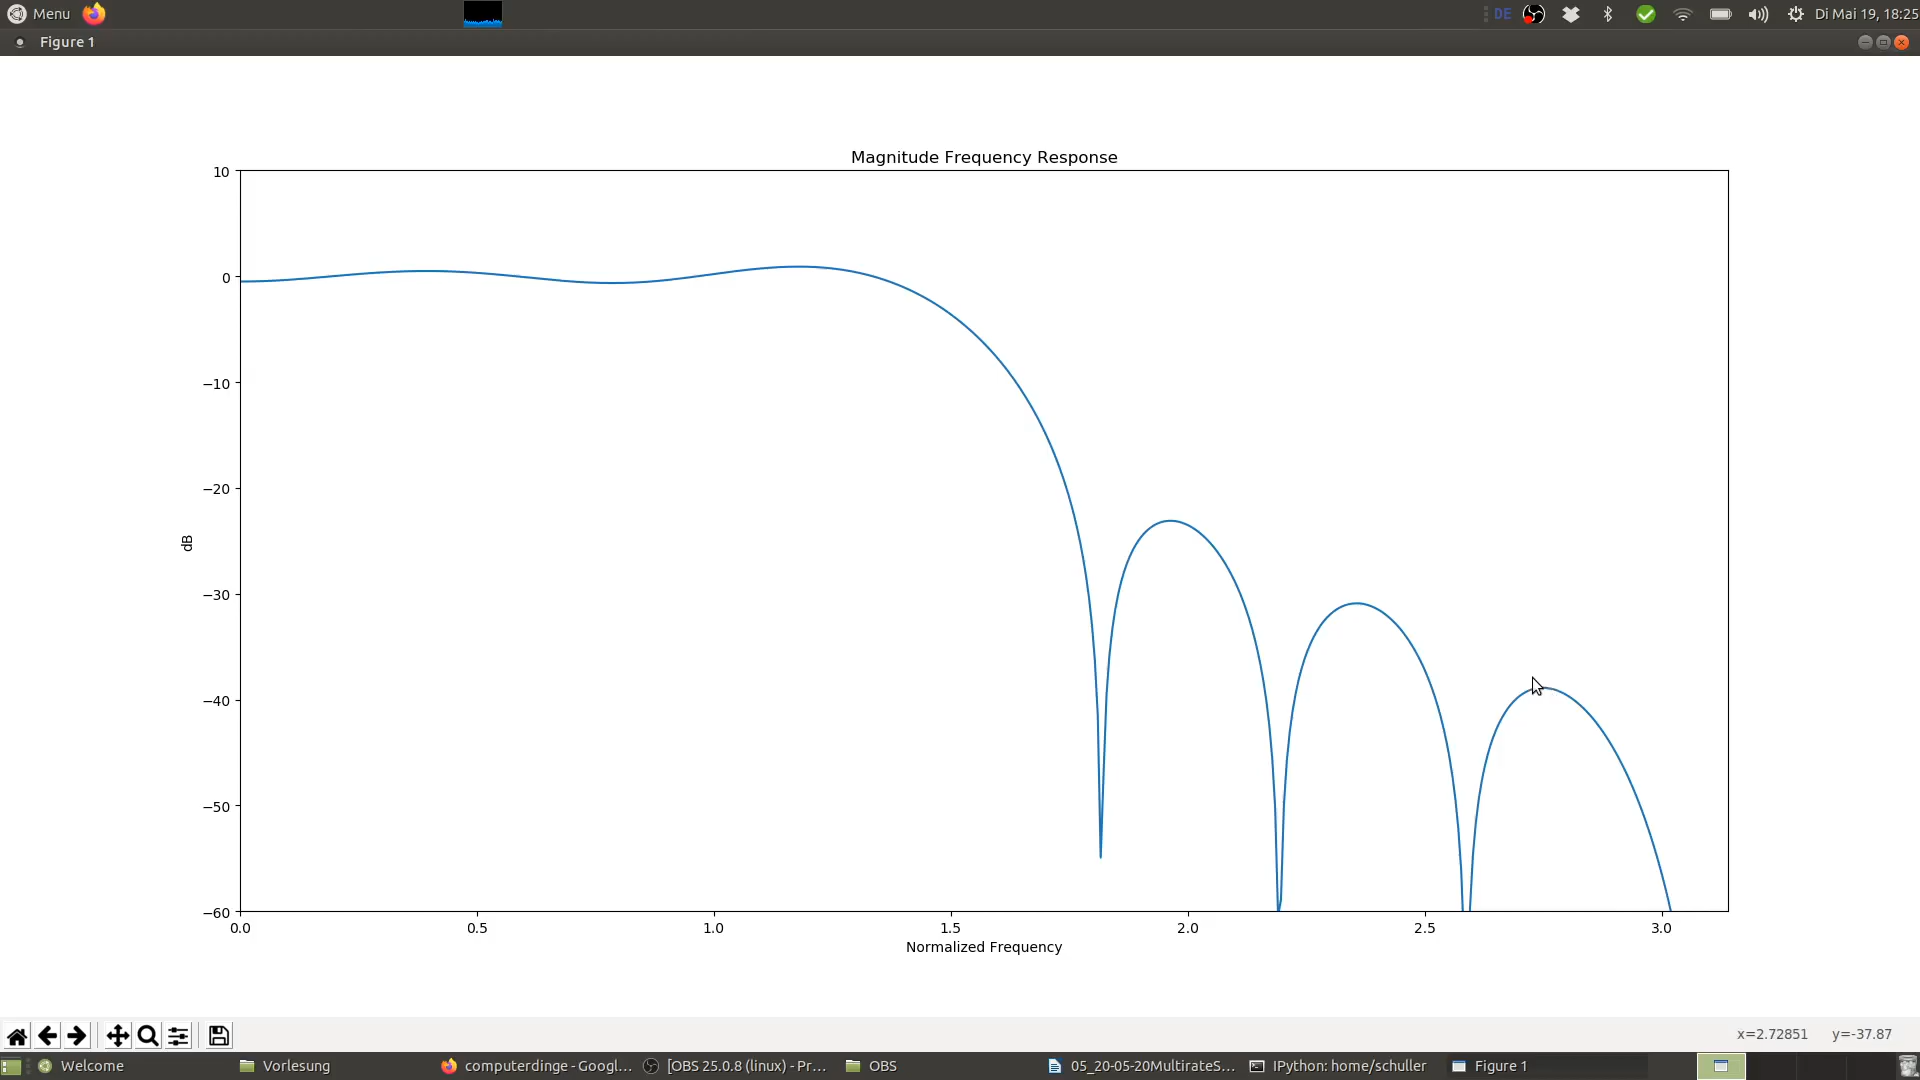 Menu
DE
Di Mai 19, 18:25
Figure 1
Magnitude Frequency Response
10
0
−10
−20
−30
−40
−50
−60
dB
0.0 0.5 1.0 1.5 2.0 2.5 3.0
Normalized Frequency
x=2.72851 y=-37.87
Welcome
Vorlesung
computerdinge - Googl...
[OBS 25.0.8 (linux) - Pr...
OBS
05_20-05-20MultirateS...
IPython: home/schuller
Figure 1